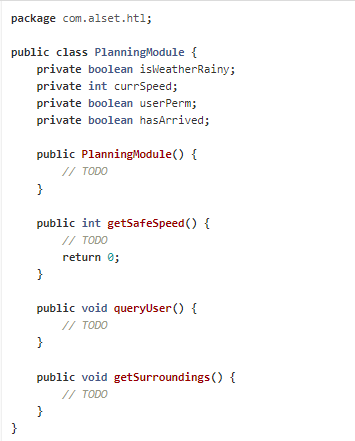 package com.alset.htl;

public class PlanningModule {
    private boolean isWeatherRainy;
    private int currSpeed;
    private boolean userPerm;
    private boolean hasArrived;

    public PlanningModule() {
        // TODO
    }

    public int getSafeSpeed() {
        // TODO
        return 0;
    }

    public void queryUser() {
        // TODO
    }

    public void getSurroundings() {
        // TODO
    }
}